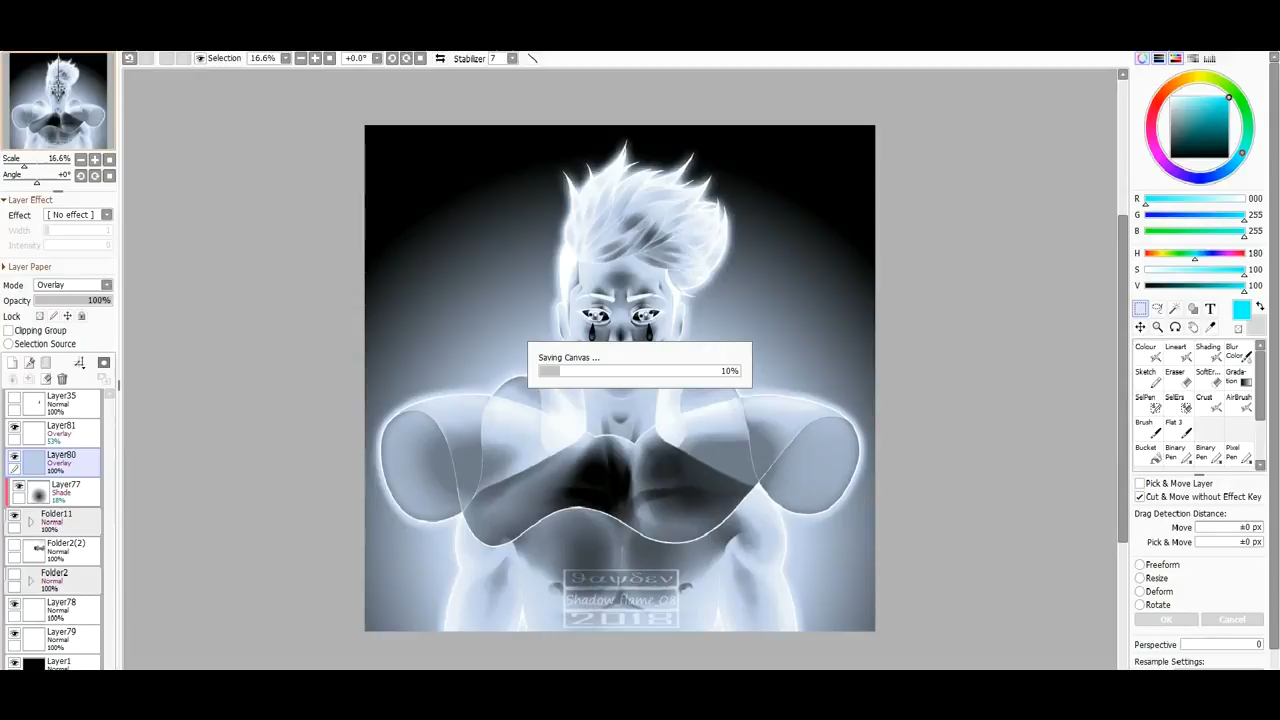 Selection 16.6% +0.0° Stabilizer 7
Scale 16.6%
Angle +0°
Layer Effect
Effect [ No effect ]
Width 1
Intensity 0
Layer Paper
Mode Overlay
Opacity 100%
Lock
Clipping Group
Selection Source
Layer35
Normal
100%
Layer81
Overlay
53%
Layer80
Overlay
100%
Layer77
Shade
18%
Folder11
Normal
100%
Folder2(2)
Normal
100%
Folder2
Normal
100%
Layer78
Normal
100%
Layer79
Normal
100%
Layer1
Normal
Saving Canvas ...
10%
ϑαψδεν
Shadow_flame_08
2018
R 000
G 255
B 255
H 180
S 100
V 100
T
Colour Lineart Shading Blur Color
Sketch Eraser SoftEr... Grada-tion
SelPen SelErs Crust AirBrush
Brush Flat 3
Bucket Binary Pen Binary Pen Pixel Pen
Pick & Move Layer
Cut & Move without Effect Key
Drag Detection Distance:
Move ±0 px
Pick & Move ±0 px
Freeform
Resize
Deform
Rotate
OK Cancel
Perspective 0
Resample Settings: